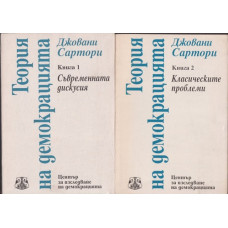 Теория
на демокрацията
Джовани
Сартори
Книга 1
Съвременната
дискусия
Център
за изследване
на демокрацията
Теория
на демокрацията
Джовани
Сартори
Книга 2
Класическите
проблеми
Център
за изследване
на демокрацията